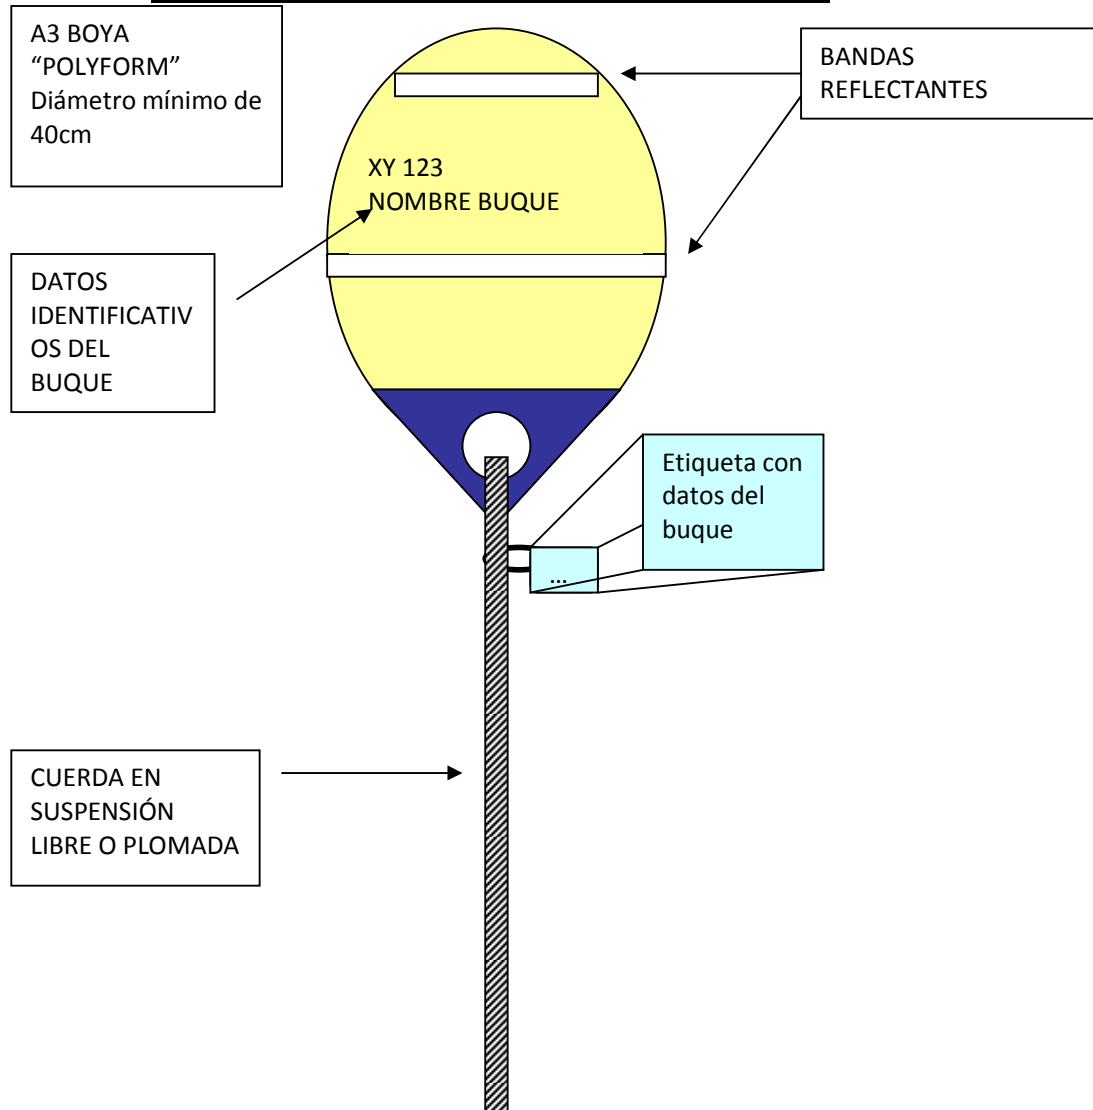 A3 BOYA
“POLYFORM”
Diámetro mínimo de
40cm
BANDAS
REFLECTANTES
XY 123
NOMBRE BUQUE
DATOS
IDENTIFICATIV
OS DEL
BUQUE
Etiqueta con
datos del
buque
...
CUERDA EN
SUSPENSIÓN
LIBRE O PLOMADA